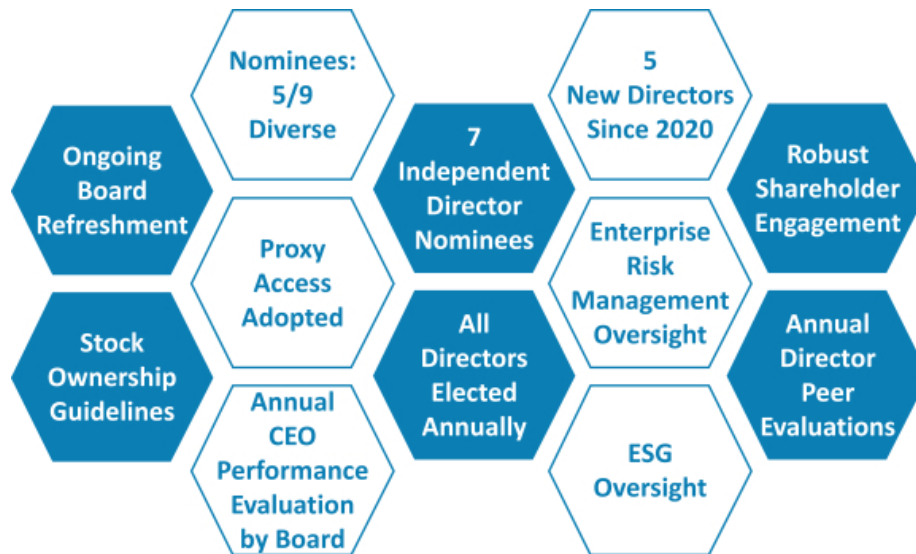 Nominees:
5/9
Diverse
5
New Directors
Since 2020
Ongoing
Board
Refreshment
7
Independent
Director
Nominees
Robust
Shareholder
Engagement
Proxy
Access
Adopted
Enterprise
Risk
Management
Oversight
Stock
Ownership
Guidelines
All
Directors
Elected
Annually
Annual
Director
Peer
Evaluations
Annual
CEO
Performance
Evaluation
by Board
ESG
Oversight